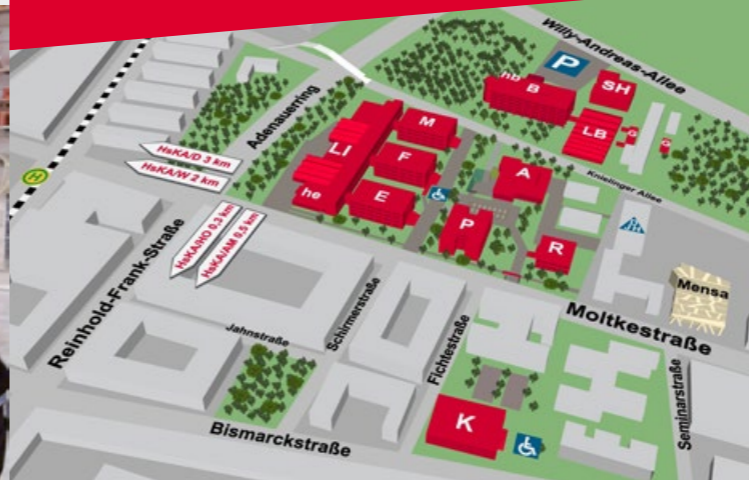 Willy-Andreas-Allee
P
hb
B
SH
LB
G
G
Adenauerring
LI
he
M
F
E
A
P
R
Knielinger Allee
HsKA/D 3 km
HsKA/W 2 km
HsKA/HO 0.3 km
HsKA/AM 0.5 km
H
Reinhold-Frank-Straße
Mensa
Moltkestraße
Jahnstraße
Schirmerstraße
Fichtestraße
Seminarstraße
K
Bismarckstraße